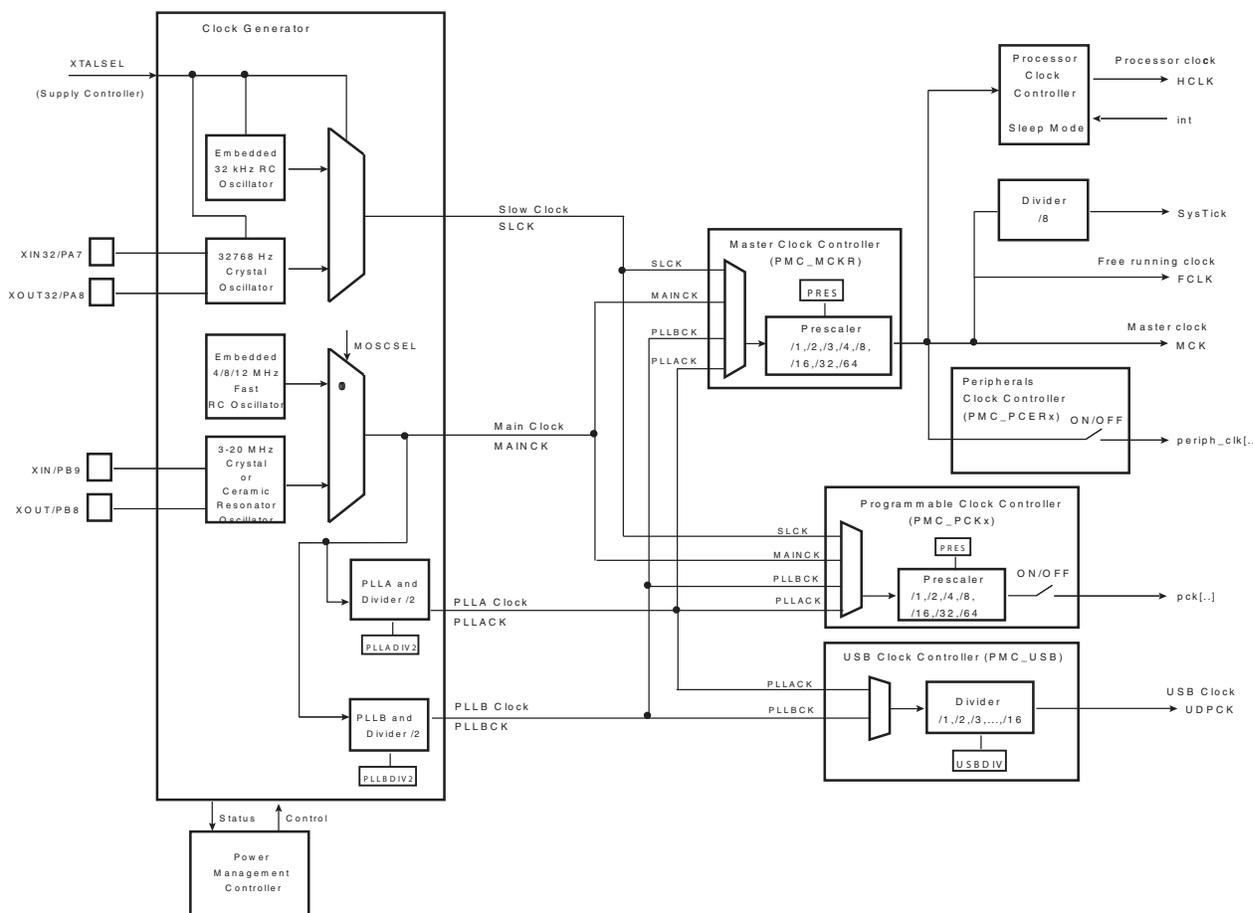 Clock Generator
XTALSEL
(Supply Controller)
Embedded
32 kHz RC
Oscillator
XIN32/PA7
XOUT32/PA8
32768 Hz
Crystal
Oscillator
Slow Clock
SLCK
MOSCSEL
Embedded
4/8/12 MHz
Fast
RC Oscillator
XIN/PB9
XOUT/PB8
3-20 MHz
Crystal
or
Ceramic
Resonator
Oscillator
Main Clock
MAINCK
PLLA and
Divider /2
PLLADIV2
PLLA Clock
PLLACK
PLLB and
Divider /2
PLLBDIV2
PLLB Clock
PLLBCK
Status
Control
Power
Management
Controller
Master Clock Controller
(PMC_MCKR)
SLCK
MAINCK
PLLBCK
PLLACK
PRES
Prescaler
/1,/2,/3,/4,/8,
/16,/32,/64
Processor
Clock
Controller
Sleep Mode
Processor clock
HCLK
int
Divider
/8
SysTick
Free running clock
FCLK
Master clock
MCK
Peripherals
Clock Controller
(PMC_PCERx)
ON/OFF
periph_clk[..
Programmable Clock Controller
(PMC_PCKx)
SLCK
MAINCK
PLLBCK
PLLACK
PRES
Prescaler
/1,/2,/4,/8,
/16,/32,/64
ON/OFF
pck[..]
USB Clock Controller (PMC_USB)
PLLACK
PLLBCK
Divider
/1,/2,/3,...,/16
USBDIV
USB Clock
UDPCK